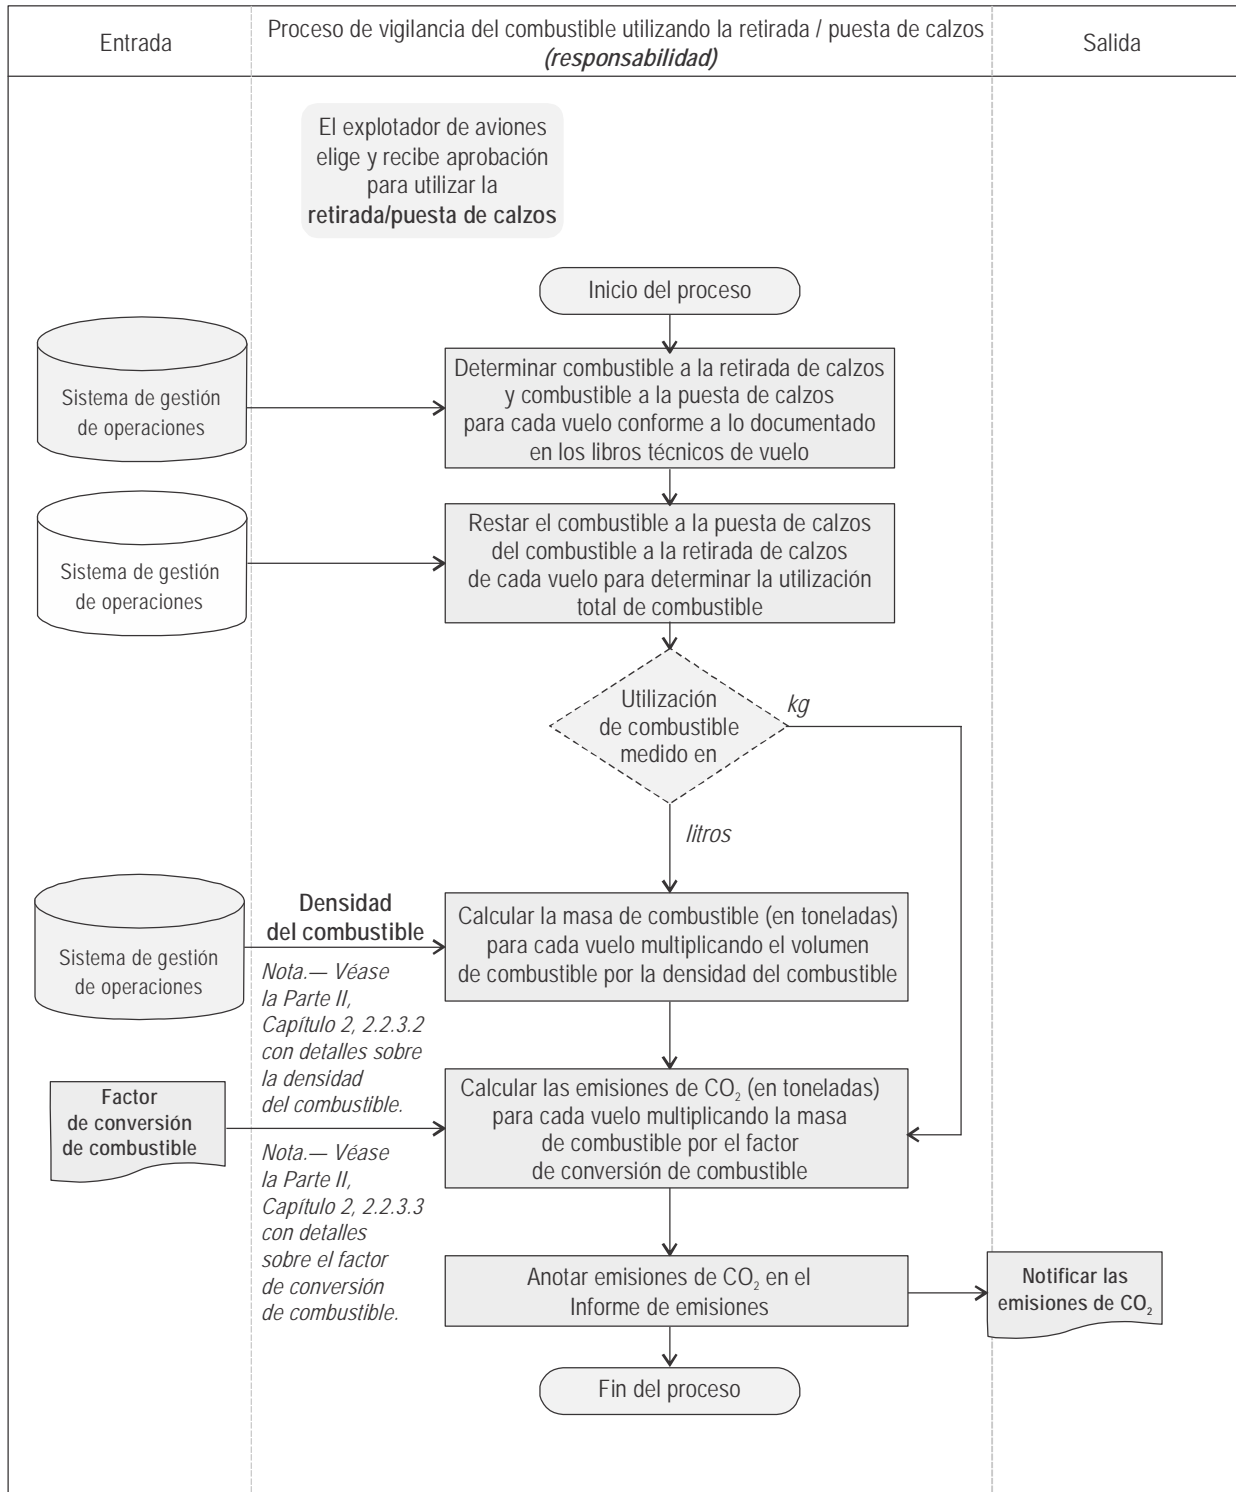 Entrada
Proceso de vigilancia del combustible utilizando la retirada / puesta de calzos
(responsabilidad)
Salida
El explotador de aviones
elige y recibe aprobación
para utilizar la
retirada/puesta de calzos
Inicio del proceso
Sistema de gestión
de operaciones
Determinar combustible a la retirada de calzos
y combustible a la puesta de calzos
para cada vuelo conforme a lo documentado
en los libros técnicos de vuelo
Sistema de gestión
de operaciones
Restar el combustible a la puesta de calzos
del combustible a la retirada de calzos
de cada vuelo para determinar la utilización
total de combustible
Utilización
de combustible
medido en
kg
litros
Sistema de gestión
de operaciones
Densidad
del combustible
Nota.— Véase
la Parte II,
Capítulo 2, 2.2.3.2
con detalles sobre
la densidad
del combustible.
Calcular la masa de combustible (en toneladas)
para cada vuelo multiplicando el volumen
de combustible por la densidad del combustible
Factor
de conversión
de combustible
Nota.— Véase
la Parte II,
Capítulo 2, 2.2.3.3
con detalles
sobre el factor
de conversión
de combustible.
Calcular las emisiones de CO₂ (en toneladas)
para cada vuelo multiplicando la masa
de combustible por el factor
de conversión de combustible
Anotar emisiones de CO₂ en el
Informe de emisiones
Notificar las
emisiones de CO₂
Fin del proceso